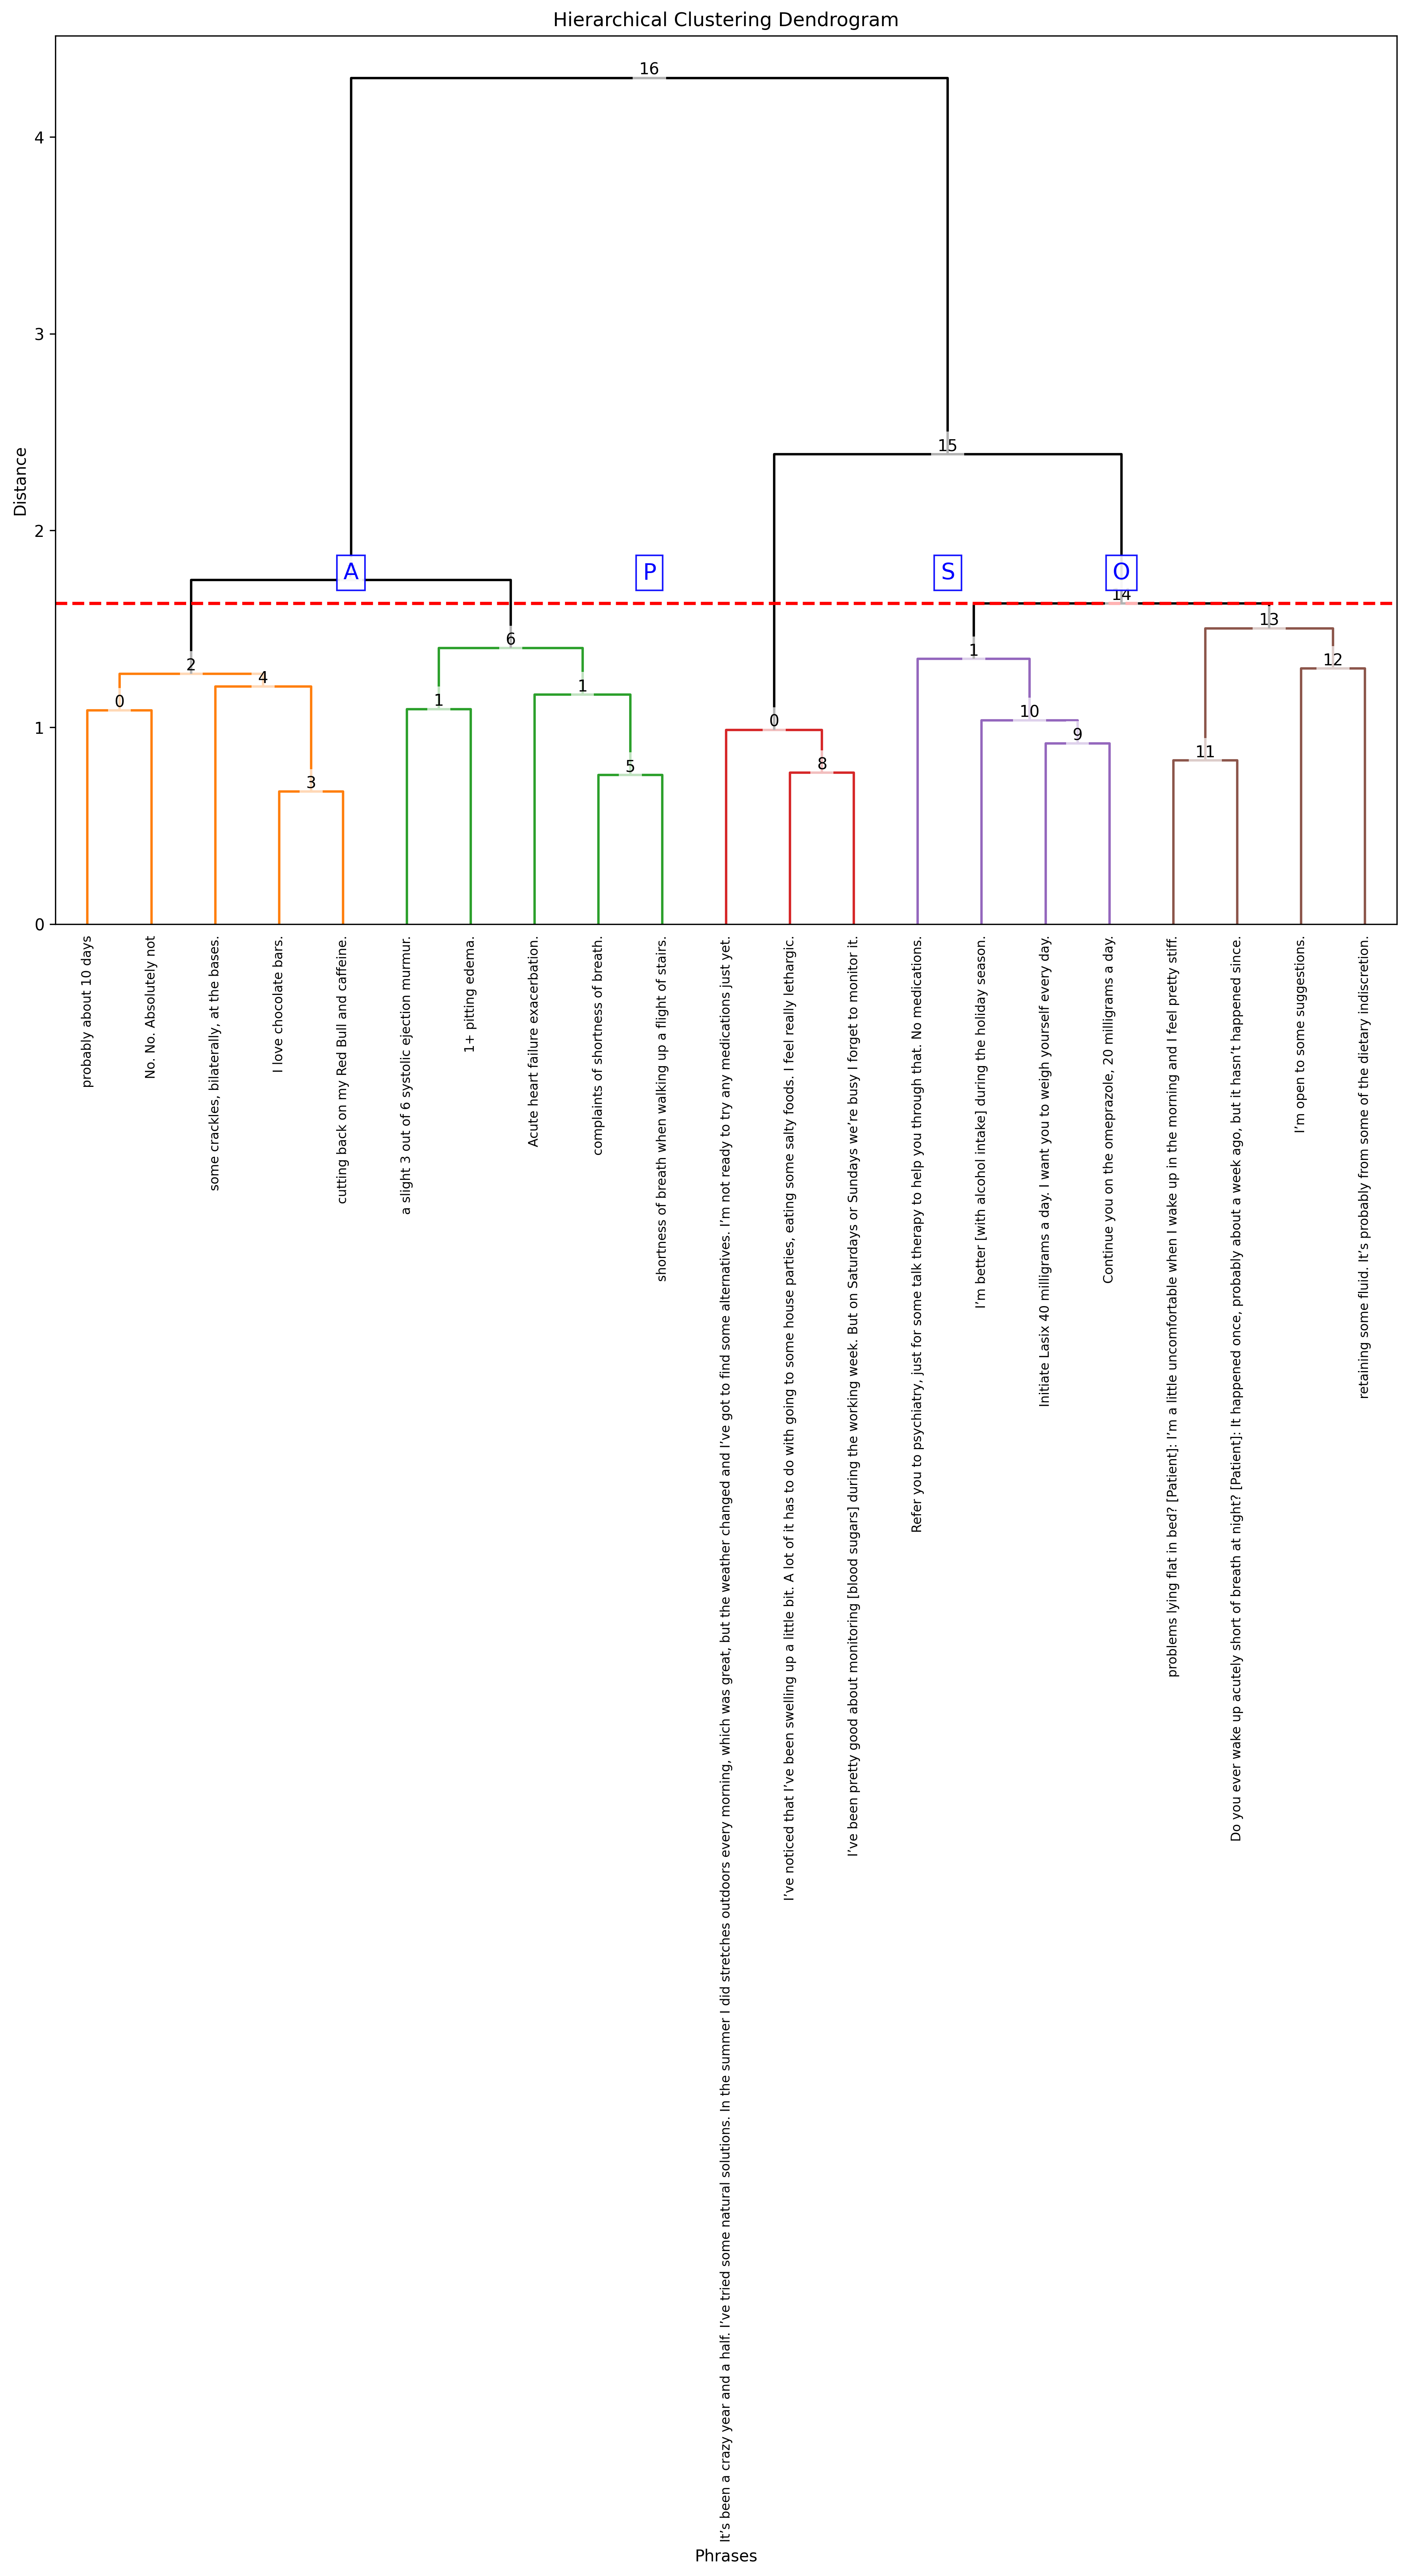 Hierarchical Clustering Dendrogram
16
4
3
15
Distance
2
A
P
S
O
14
13
6
1
12
2
4
1
0
1
10
1
0
9
11
5
8
3
0
probably about 10 days
No. No. Absolutely not
some crackles, bilaterally, at the bases.
I love chocolate bars.
cutting back on my Red Bull and caffeine.
a slight 3 out of 6 systolic ejection murmur.
1+ pitting edema.
Acute heart failure exacerbation.
complaints of shortness of breath.
shortness of breath when walking up a flight of stairs.
It’s been a crazy year and a half. I’ve tried some natural solutions. In the summer I did stretches outdoors every morning, which was great, but the weather changed and I’ve got to find some alternatives. I’m not ready to try any medications just yet.
I’ve noticed that I’ve been swelling up a little bit. A lot of it has to do with going to some house parties, eating some salty foods. I feel really lethargic.
I’ve been pretty good about monitoring [blood sugars] during the working week. But on Saturdays or Sundays we’re busy I forget to monitor it.
Refer you to psychiatry, just for some talk therapy to help you through that. No medications.
I’m better [with alcohol intake] during the holiday season.
Initiate Lasix 40 milligrams a day. I want you to weigh yourself every day.
Continue you on the omeprazole, 20 milligrams a day.
problems lying flat in bed? [Patient]: I’m a little uncomfortable when I wake up in the morning and I feel pretty stiff.
Do you ever wake up acutely short of breath at night? [Patient]: It happened once, probably about a week ago, but it hasn’t happened since.
I’m open to some suggestions.
retaining some fluid. It’s probably from some of the dietary indiscretion.
Phrases